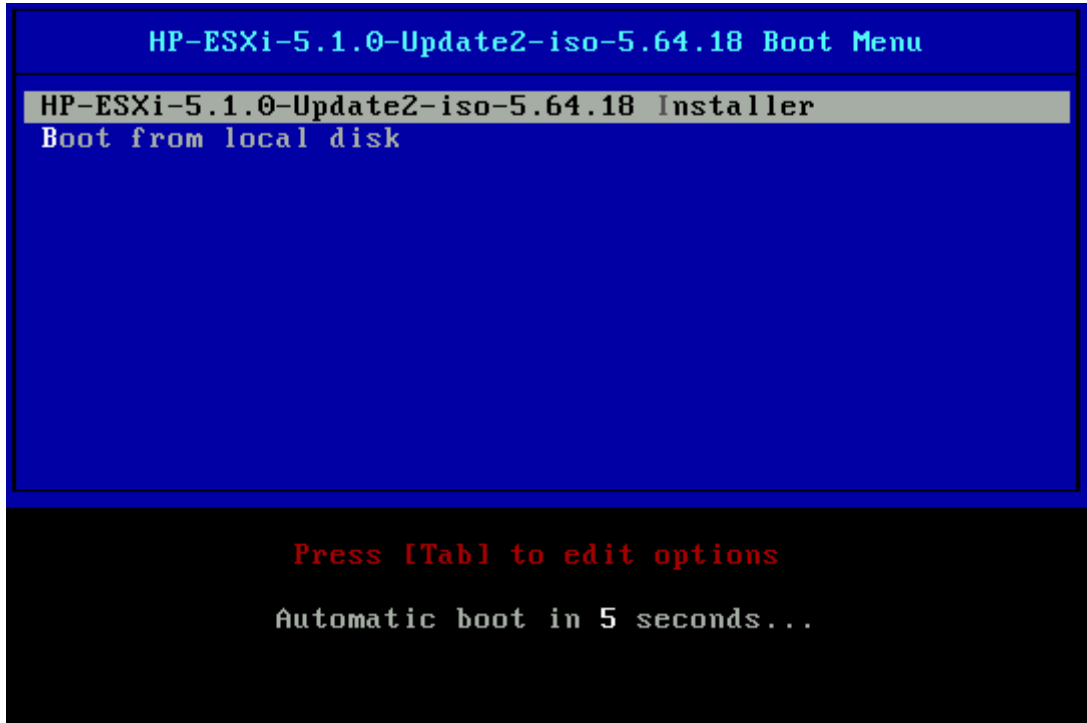 HP-ESXi-5.1.0-Update2-iso-5.64.18 Boot Menu
HP-ESXi-5.1.0-Update2-iso-5.64.18 Installer
Boot from local disk
Press [Tab] to edit options
Automatic boot in 5 seconds...